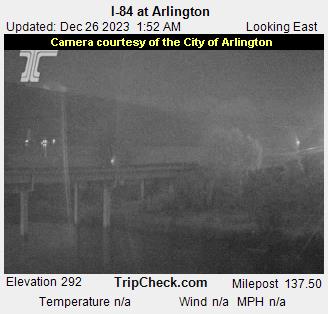 I-84 at Arlington
Updated: Dec 26 2023 1:52 AM Looking East
Camera courtesy of the City of Arlington
Elevation 292 TripCheck.com Milepost 137.50
Temperature n/a Wind n/a MPH n/a